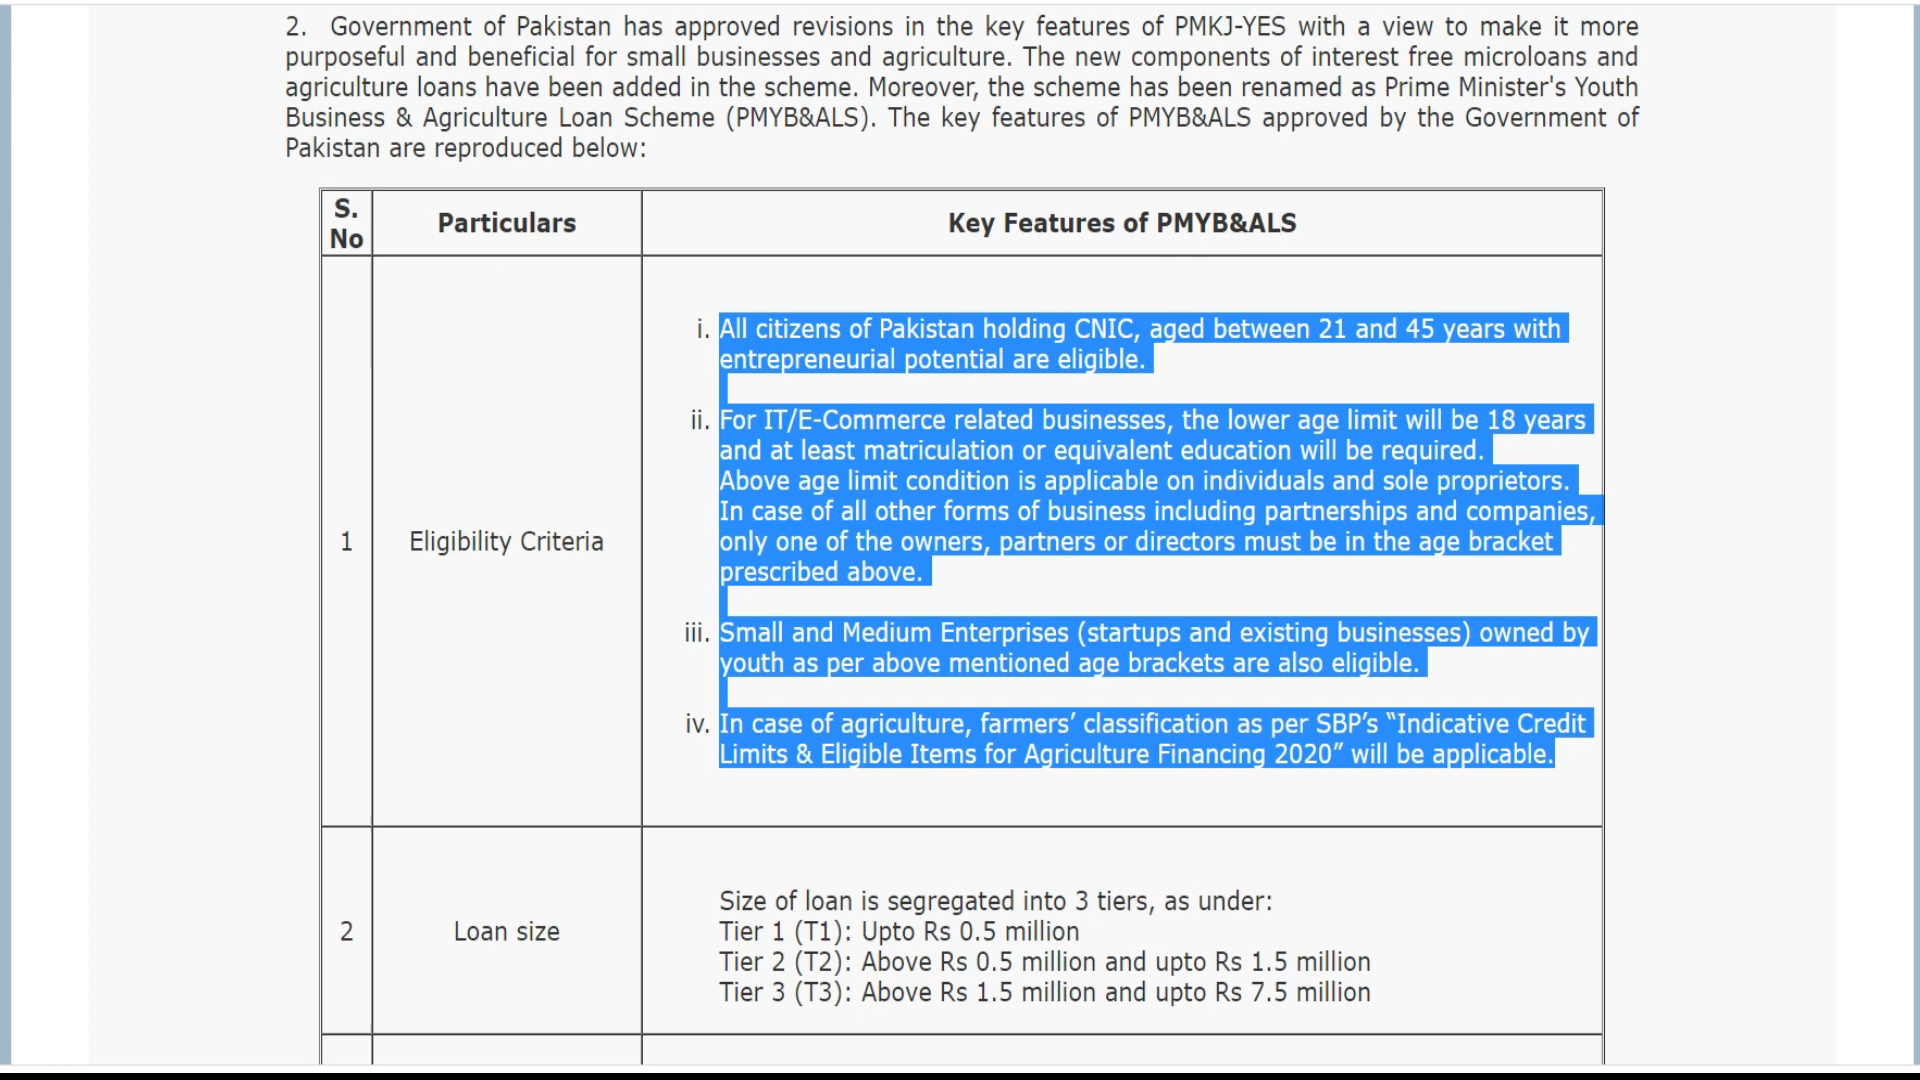 2. Government of Pakistan has approved revisions in the key features of PMKJ-YES with a view to make it more
purposeful and beneficial for small businesses and agriculture. The new components of interest free microloans and
agriculture loans have been added in the scheme. Moreover, the scheme has been renamed as Prime Minister's Youth
Business & Agriculture Loan Scheme (PMYB&ALS). The key features of PMYB&ALS approved by the Government of
Pakistan are reproduced below:
S.
No
Particulars
Key Features of PMYB&ALS
1
Eligibility Criteria
i. All citizens of Pakistan holding CNIC, aged between 21 and 45 years with
entrepreneurial potential are eligible.
ii. For IT/E-Commerce related businesses, the lower age limit will be 18 years
and at least matriculation or equivalent education will be required.
Above age limit condition is applicable on individuals and sole proprietors.
In case of all other forms of business including partnerships and companies,
only one of the owners, partners or directors must be in the age bracket
prescribed above.
iii. Small and Medium Enterprises (startups and existing businesses) owned by
youth as per above mentioned age brackets are also eligible.
iv. In case of agriculture, farmers’ classification as per SBP’s “Indicative Credit
Limits & Eligible Items for Agriculture Financing 2020” will be applicable.
2
Loan size
Size of loan is segregated into 3 tiers, as under:
Tier 1 (T1): Upto Rs 0.5 million
Tier 2 (T2): Above Rs 0.5 million and upto Rs 1.5 million
Tier 3 (T3): Above Rs 1.5 million and upto Rs 7.5 million